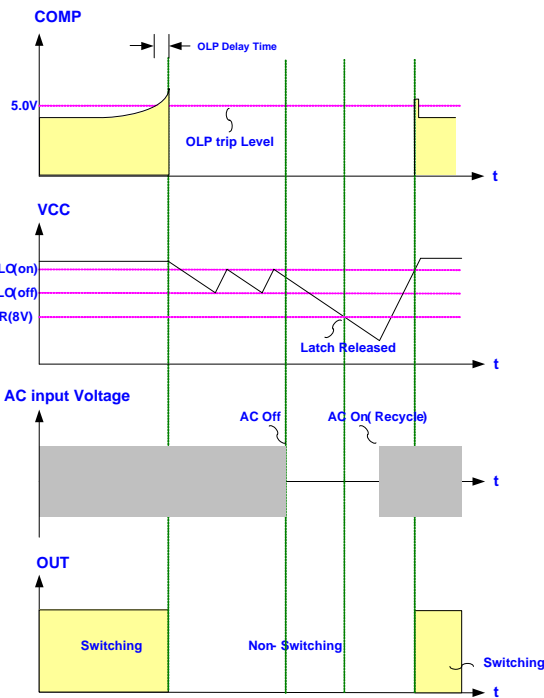 COMP
OLP Delay Time
5.0V
OLP trip Level
t
VCC
LO(on)
LO(off)
R(8V)
Latch Released
t
AC input Voltage
AC Off
AC On( Recycle)
t
OUT
Switching
Non- Switching
Switching
t